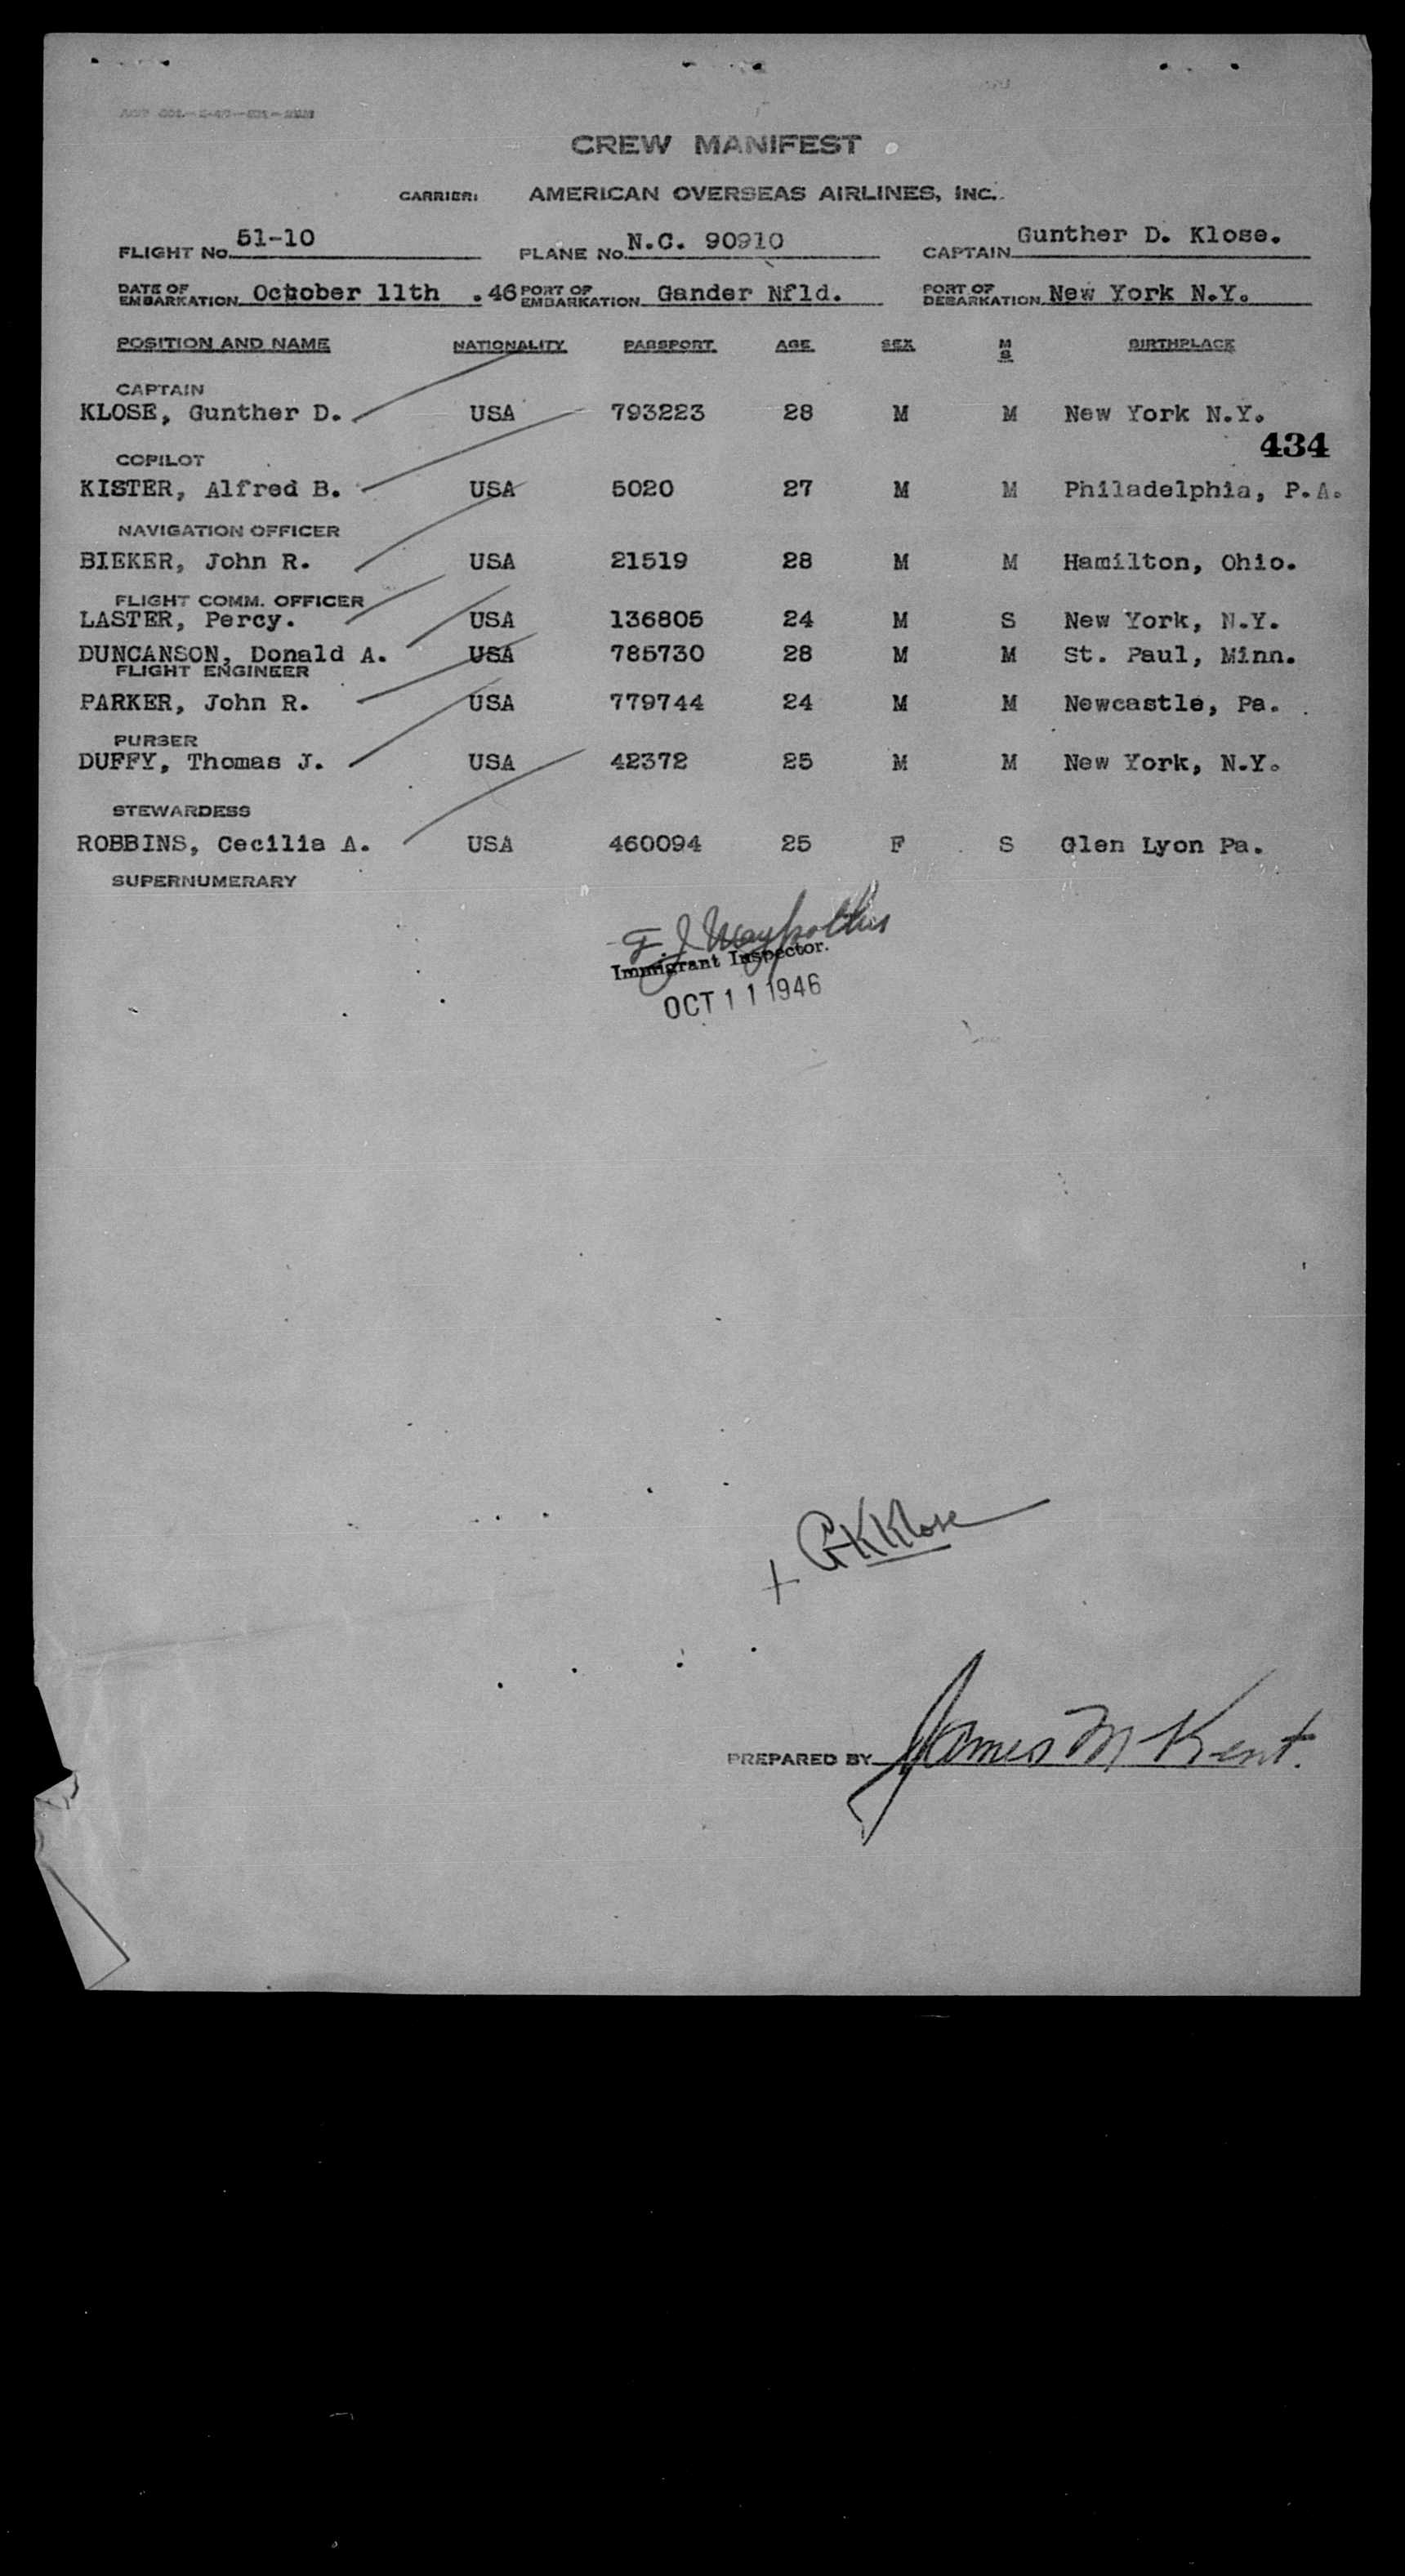 CREW MANIFEST
CARRIER: AMERICAN OVERSEAS AIRLINES, INC.
FLIGHT No. 51-10 PLANE No. N.C. 90910 CAPTAIN Gunther D. Klose.
DATE OF EMBARKATION October 11th .46 PORT OF EMBARKATION Gander Nfld. PORT OF DEBARKATION New York N.Y.
POSITION AND NAME NATIONALITY PASSPORT AGE SEX M S BIRTHPLACE
CAPTAIN
KLOSE, Gunther D. USA 793223 28 M M New York N.Y.
434
COPILOT
KISTER, Alfred B. USA 5020 27 M M Philadelphia, P.A.
NAVIGATION OFFICER
BIEKER, John R. USA 21519 28 M M Hamilton, Ohio.
FLIGHT COMM. OFFICER
LASTER, Percy. USA 136805 24 M S New York, N.Y.
DUNCANSON, Donald A. USA 785730 28 M M St. Paul, Minn.
FLIGHT ENGINEER
PARKER, John R. USA 779744 24 M M Newcastle, Pa.
PURSER
DUFFY, Thomas J. USA 42372 25 M M New York, N.Y.
STEWARDESS
ROBBINS, Cecilia A. USA 460094 25 F S Glen Lyon Pa.
SUPERNUMERARY
F. J.
Immigrant Inspector.
OCT 11 1946
+ Klose
PREPARED BY James M Kent.